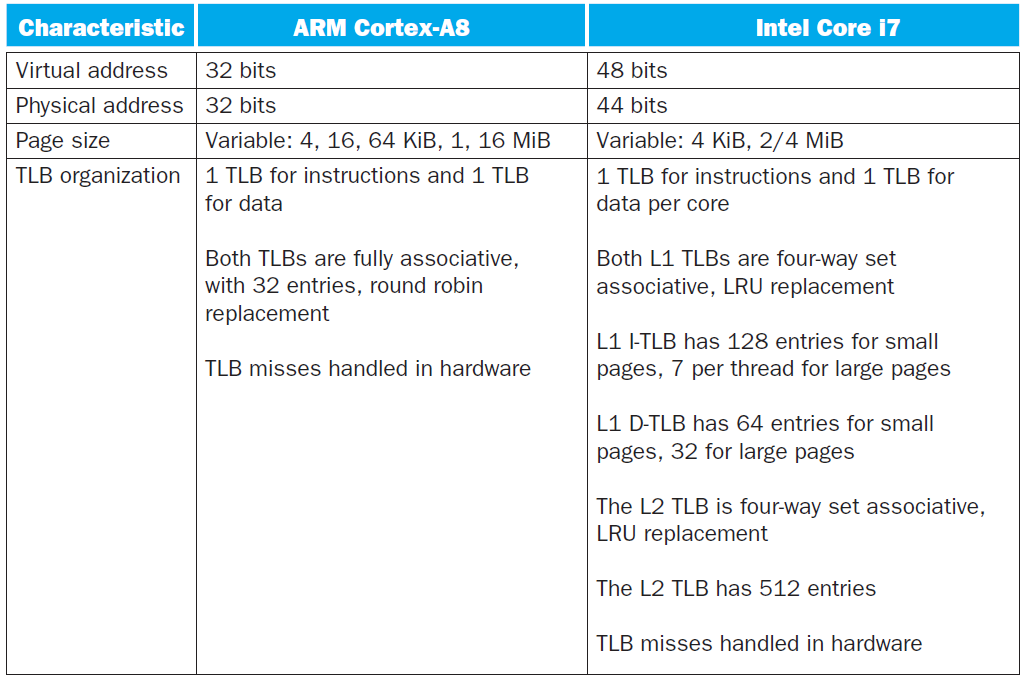 Characteristic ARM Cortex-A8 Intel Core i7
Virtual address 32 bits 48 bits
Physical address 32 bits 44 bits
Page size Variable: 4, 16, 64 KiB, 1, 16 MiB Variable: 4 KiB, 2/4 MiB
TLB organization
1 TLB for instructions and 1 TLB
for data
Both TLBs are fully associative,
with 32 entries, round robin
replacement
TLB misses handled in hardware
1 TLB for instructions and 1 TLB for
data per core
Both L1 TLBs are four-way set
associative, LRU replacement
L1 I-TLB has 128 entries for small
pages, 7 per thread for large pages
L1 D-TLB has 64 entries for small
pages, 32 for large pages
The L2 TLB is four-way set associative,
LRU replacement
The L2 TLB has 512 entries
TLB misses handled in hardware